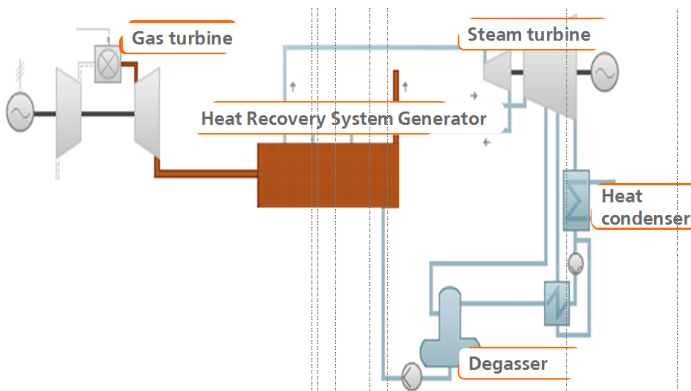 Gas turbine
Steam turbine
Heat Recovery System Generator
Heat
condenser
Degasser